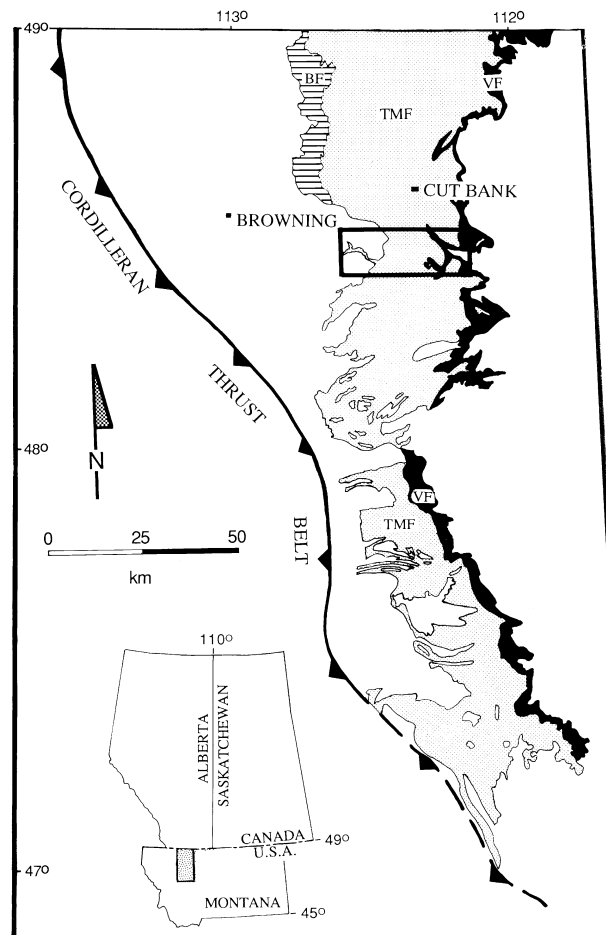 113°
112°
49°
BF
VF
TMF
CUT BANK
BROWNING
CORDILLERAN
THRUST
BELT
N
48°
VF
TMF
0 25 50
km
110°
ALBERTA
SASKATCHEWAN
CANADA
49°
U.S.A.
MONTANA
45°
47°